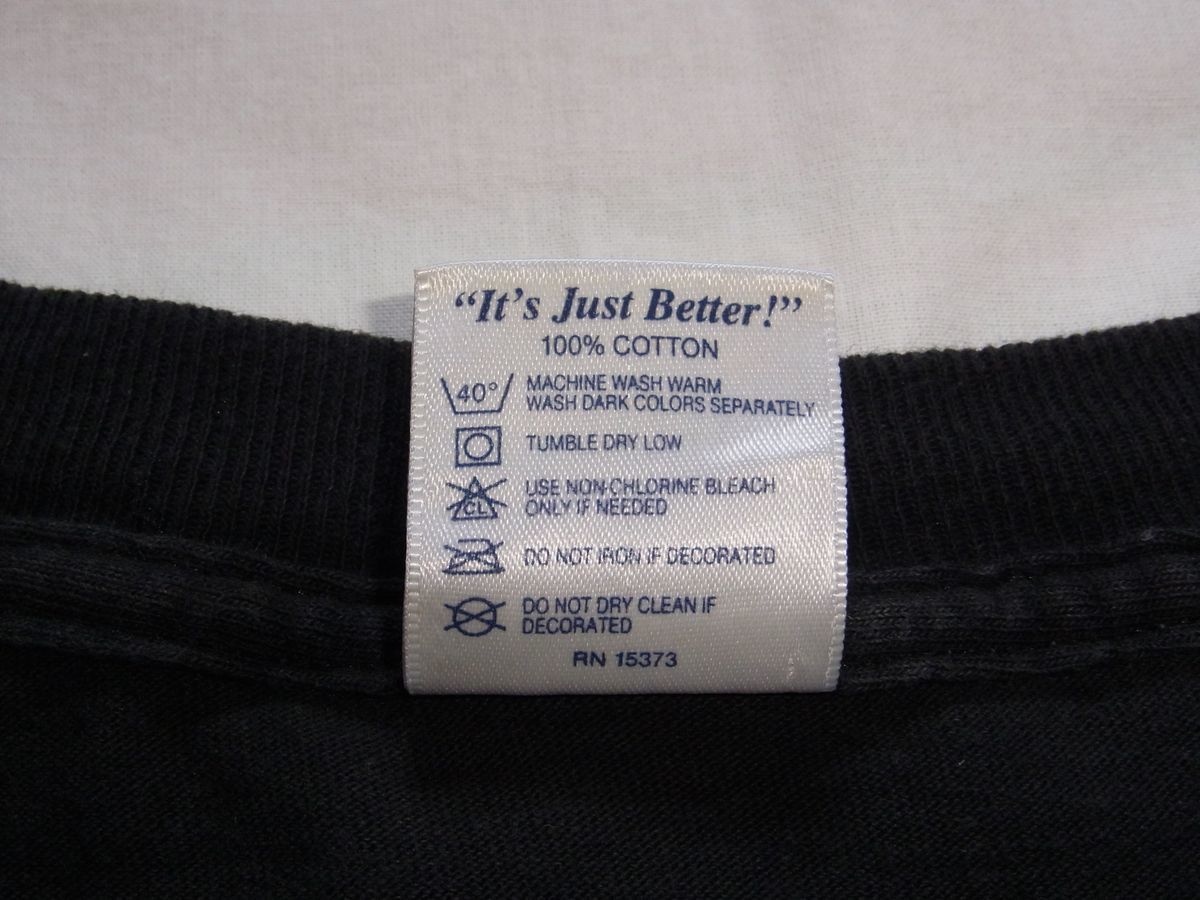 “It’s Just Better!”
100% COTTON
40° MACHINE WASH WARM
WASH DARK COLORS SEPARATELY
TUMBLE DRY LOW
USE NON-CHLORINE BLEACH
CL ONLY IF NEEDED
DO NOT IRON IF DECORATED
DO NOT DRY CLEAN IF
DECORATED
RN 15373